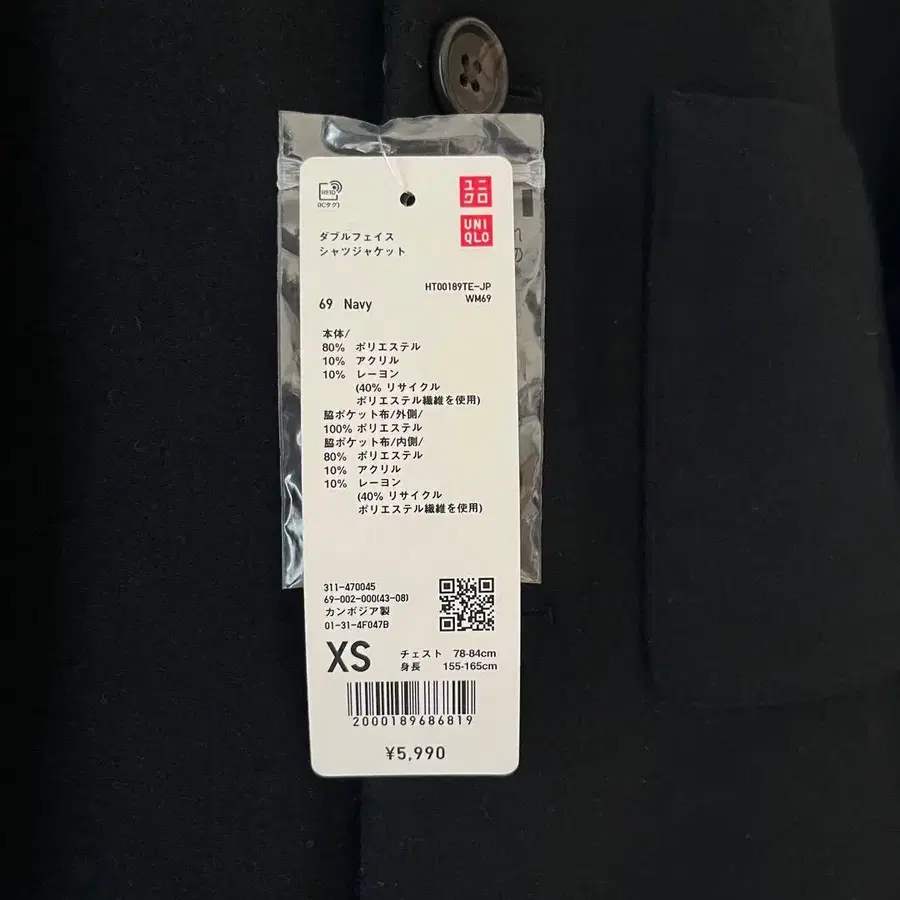 RFID
(ICタグ)
ユニ
クロ
UNI
QLO
ダブルフェイス
シャツジャケット
HT00189TE-JP
WM69
69 Navy
本体/
80% ポリエステル
10% アクリル
10% レーヨン
(40% リサイクル
ポリエステル繊維を使用)
脇ポケット布/外側/
100% ポリエステル
脇ポケット布/内側/
80% ポリエステル
10% アクリル
10% レーヨン
(40% リサイクル
ポリエステル繊維を使用)
311-470045
69-002-000(43-08)
カンボジア製
01-31-4F047B
XS
チェスト 78-84cm
身長 155-165cm
2000189686819
¥5,990